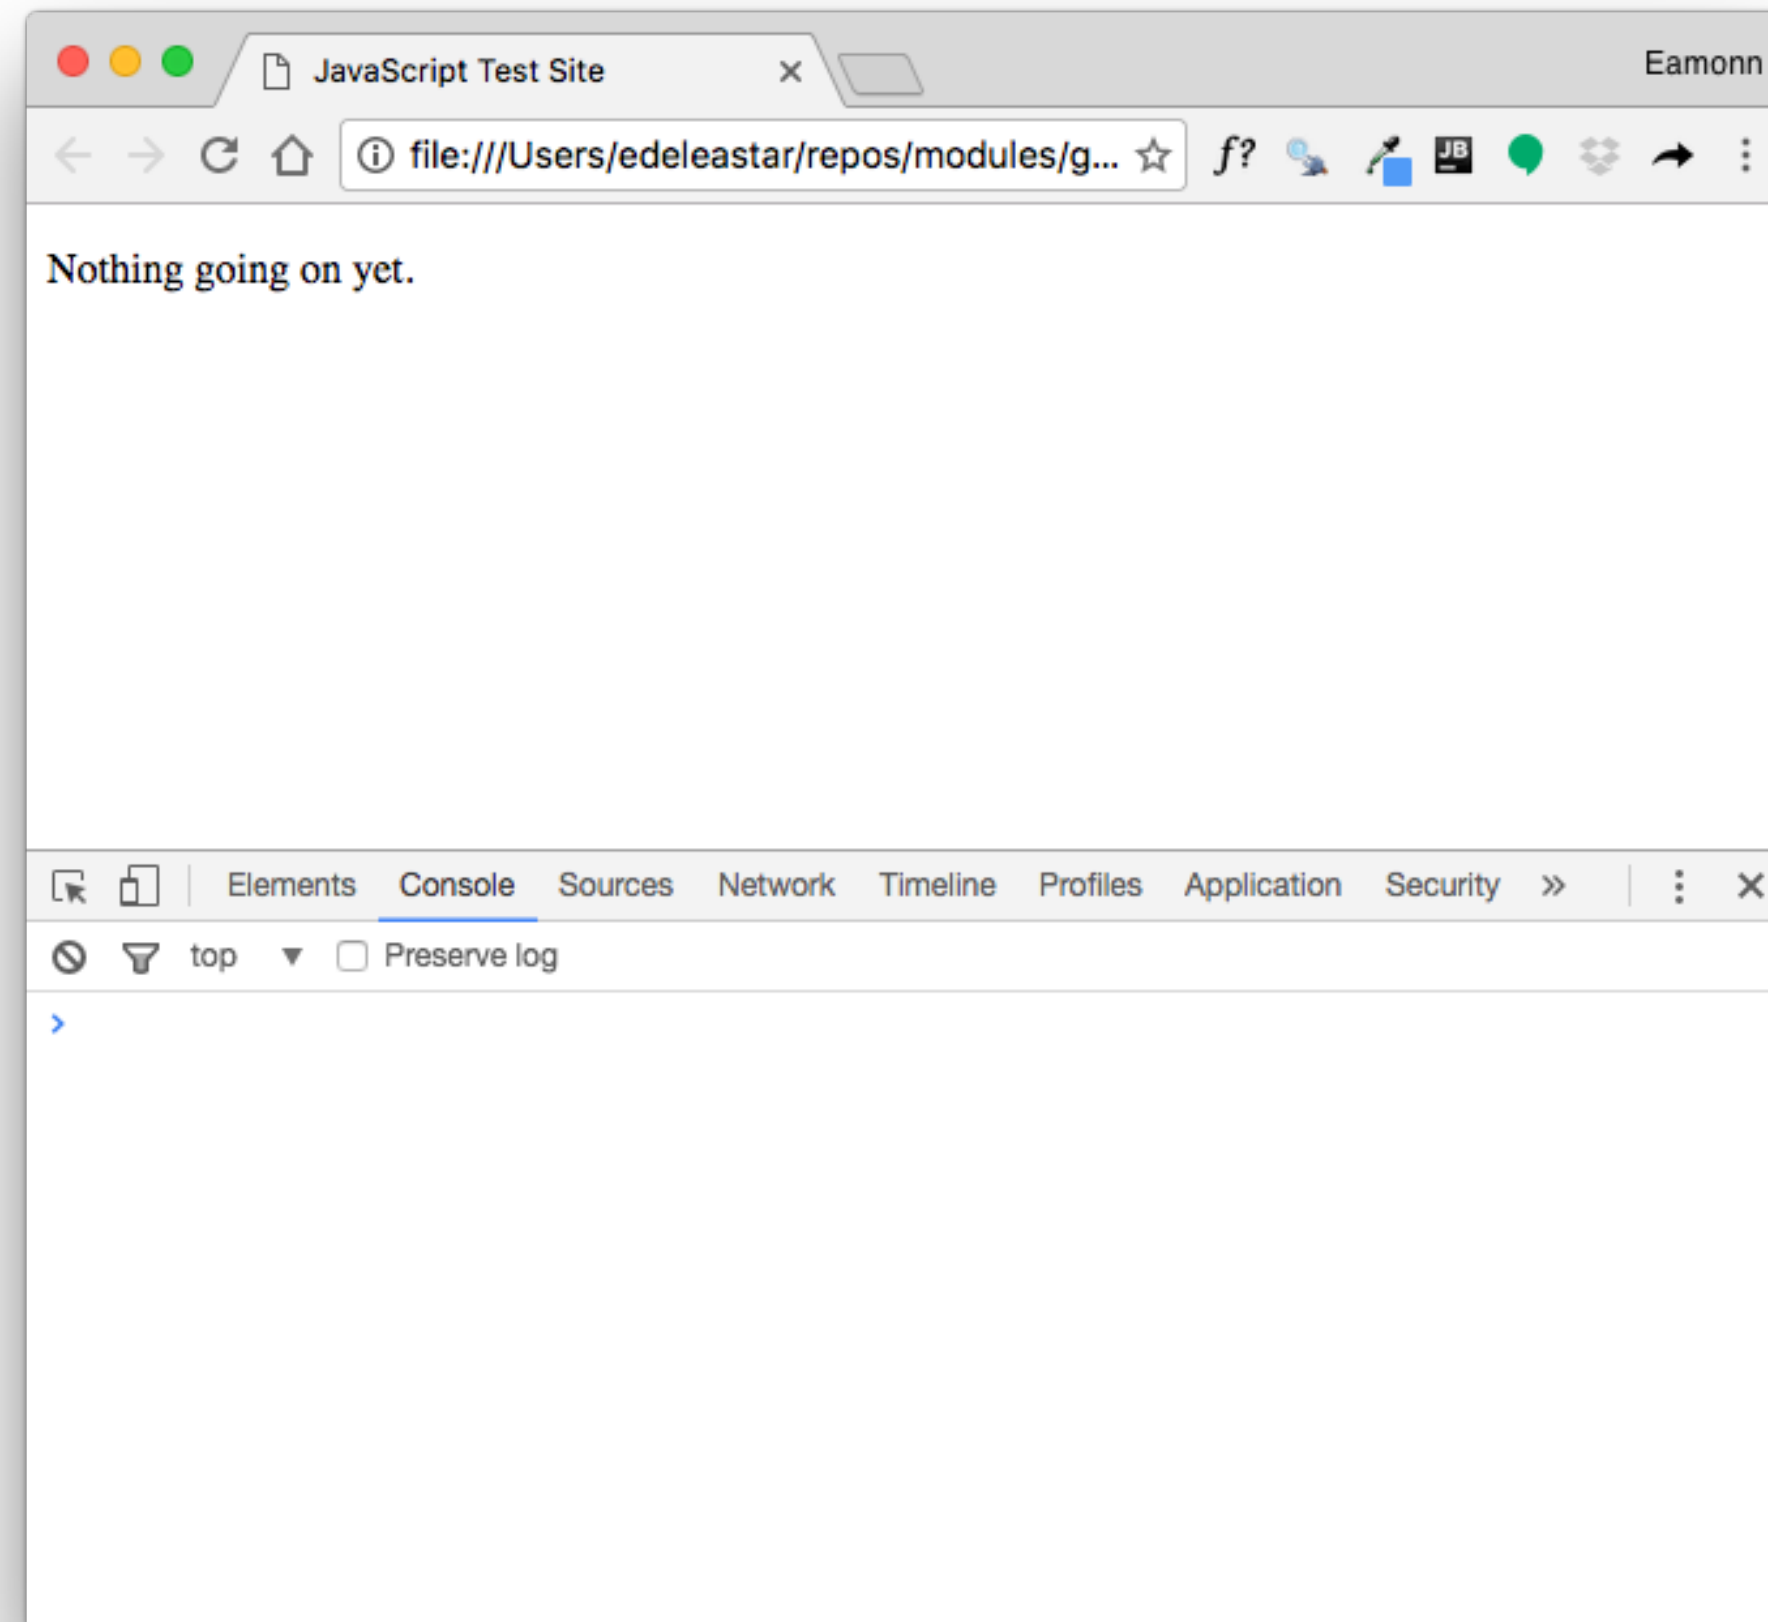 JavaScript Test Site
Eamonn
file:///Users/edeleastar/repos/modules/g...
f?
JB
Nothing going on yet.
Elements Console Sources Network Timeline Profiles Application Security »
top Preserve log
>